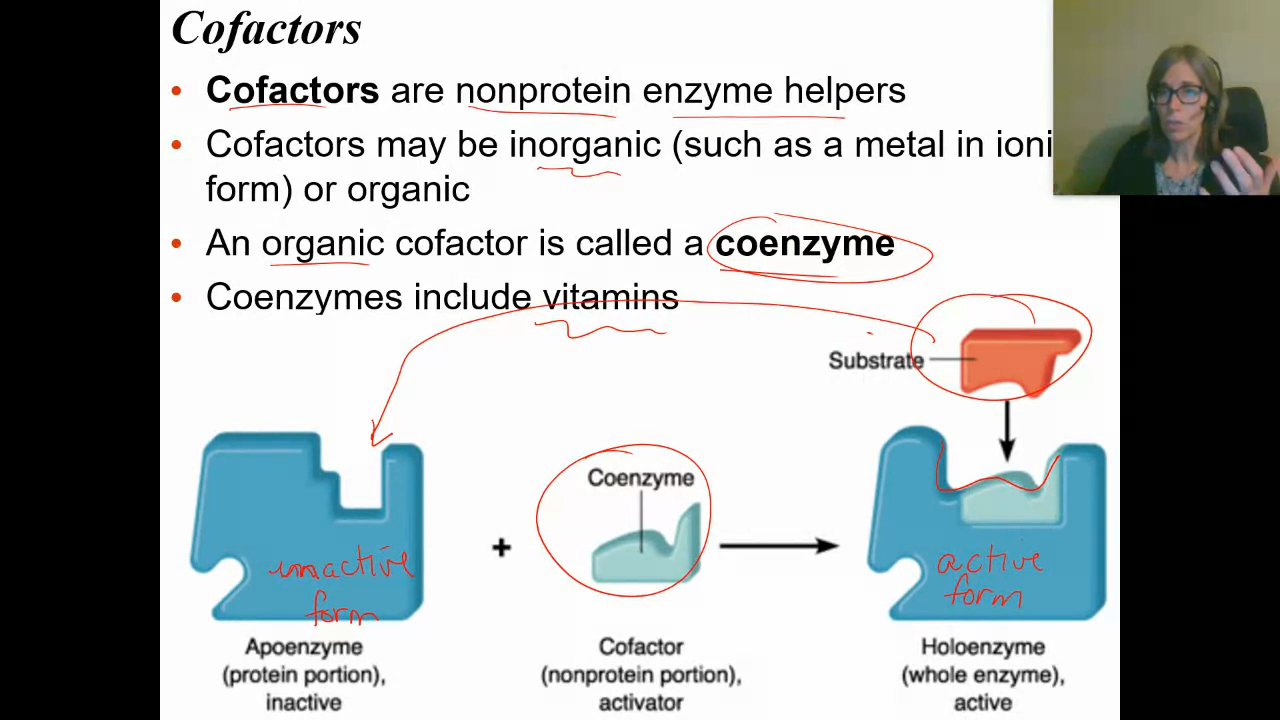 Cofactors
• Cofactors are nonprotein enzyme helpers
• Cofactors may be inorganic (such as a metal in ioni
form) or organic
• An organic cofactor is called a coenzyme
• Coenzymes include vitamins
Substrate
Coenzyme
+
inactive
form
active
form
Apoenzyme
(protein portion),
inactive
Cofactor
(nonprotein portion),
activator
Holoenzyme
(whole enzyme),
active